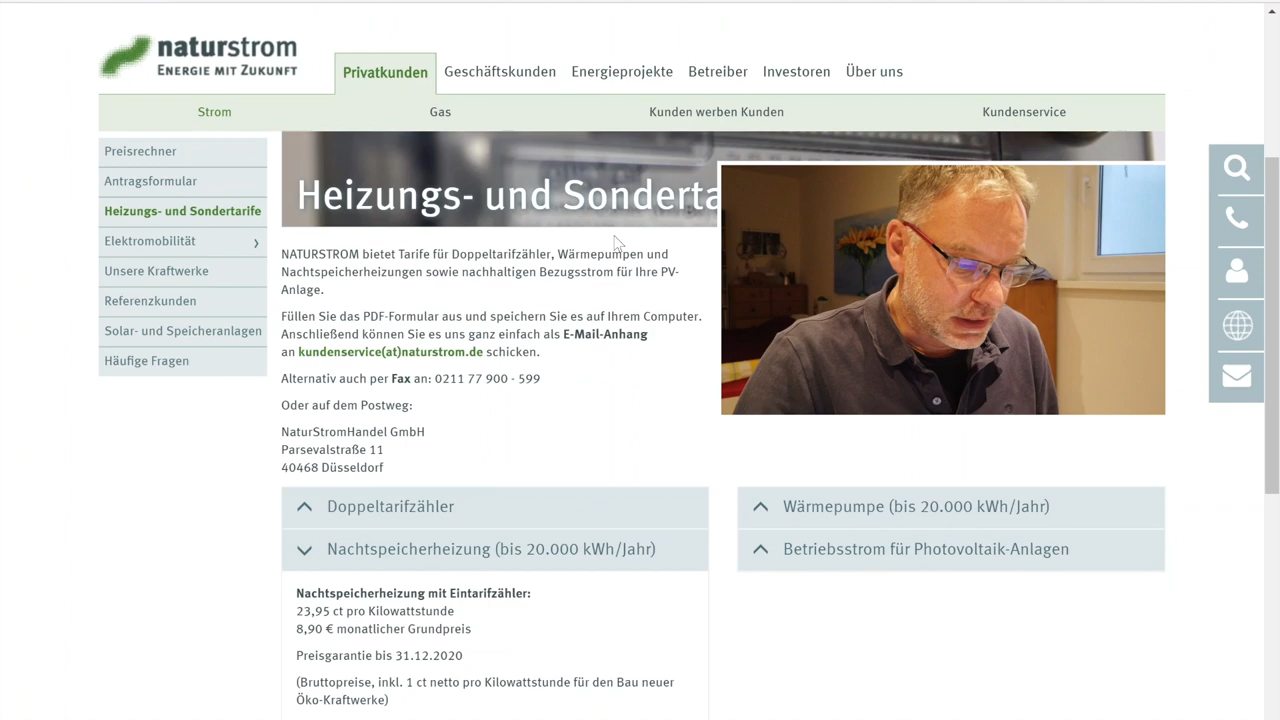 naturstrom
ENERGIE MIT ZUKUNFT
Privatkunden
Geschäftskunden
Energieprojekte
Betreiber
Investoren
Über uns
Strom
Gas
Kunden werben Kunden
Kundenservice
Preisrechner
Antragsformular
Heizungs- und Sondertarife
Elektromobilität
Unsere Kraftwerke
Referenzkunden
Solar- und Speicheranlagen
Häufige Fragen
Heizungs- und Sonderta
NATURSTROM bietet Tarife für Doppeltarifzähler, Wärmepumpen und
Nachtspeicherheizungen sowie nachhaltigen Bezugsstrom für Ihre PV-
Anlage.
Füllen Sie das PDF-Formular aus und speichern Sie es auf Ihrem Computer.
Anschließend können Sie es uns ganz einfach als E-Mail-Anhang
an kundenservice(at)naturstrom.de schicken.
Alternativ auch per Fax an: 0211 77 900 - 599
Oder auf dem Postweg:
NaturStromHandel GmbH
Parsevalstraße 11
40468 Düsseldorf
Doppeltarifzähler
Nachtspeicherheizung (bis 20.000 kWh/Jahr)
Nachtspeicherheizung mit Eintarifzähler:
23,95 ct pro Kilowattstunde
8,90 € monatlicher Grundpreis
Preisgarantie bis 31.12.2020
(Bruttopreise, inkl. 1 ct netto pro Kilowattstunde für den Bau neuer
Öko-Kraftwerke)
Wärmepumpe (bis 20.000 kWh/Jahr)
Betriebsstrom für Photovoltaik-Anlagen